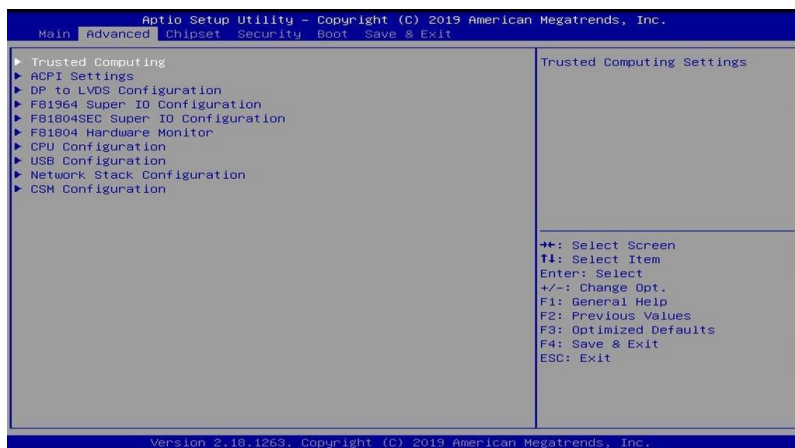 Aptio Setup Utility – Copyright (C) 2019 American Megatrends, Inc.
Main Advanced Chipset Security Boot Save & Exit
▶ Trusted Computing
▶ ACPI Settings
▶ DP to LVDS Configuration
▶ F81964 Super IO Configuration
▶ F81804SEC Super IO Configuration
▶ F81804 Hardware Monitor
▶ CPU Configuration
▶ USB Configuration
▶ Network Stack Configuration
▶ CSM Configuration
Trusted Computing Settings
→←: Select Screen
↑↓: Select Item
Enter: Select
+/-: Change Opt.
F1: General Help
F2: Previous Values
F3: Optimized Defaults
F4: Save & Exit
ESC: Exit
Version 2.18.1263. Copyright (C) 2019 American Megatrends, Inc.